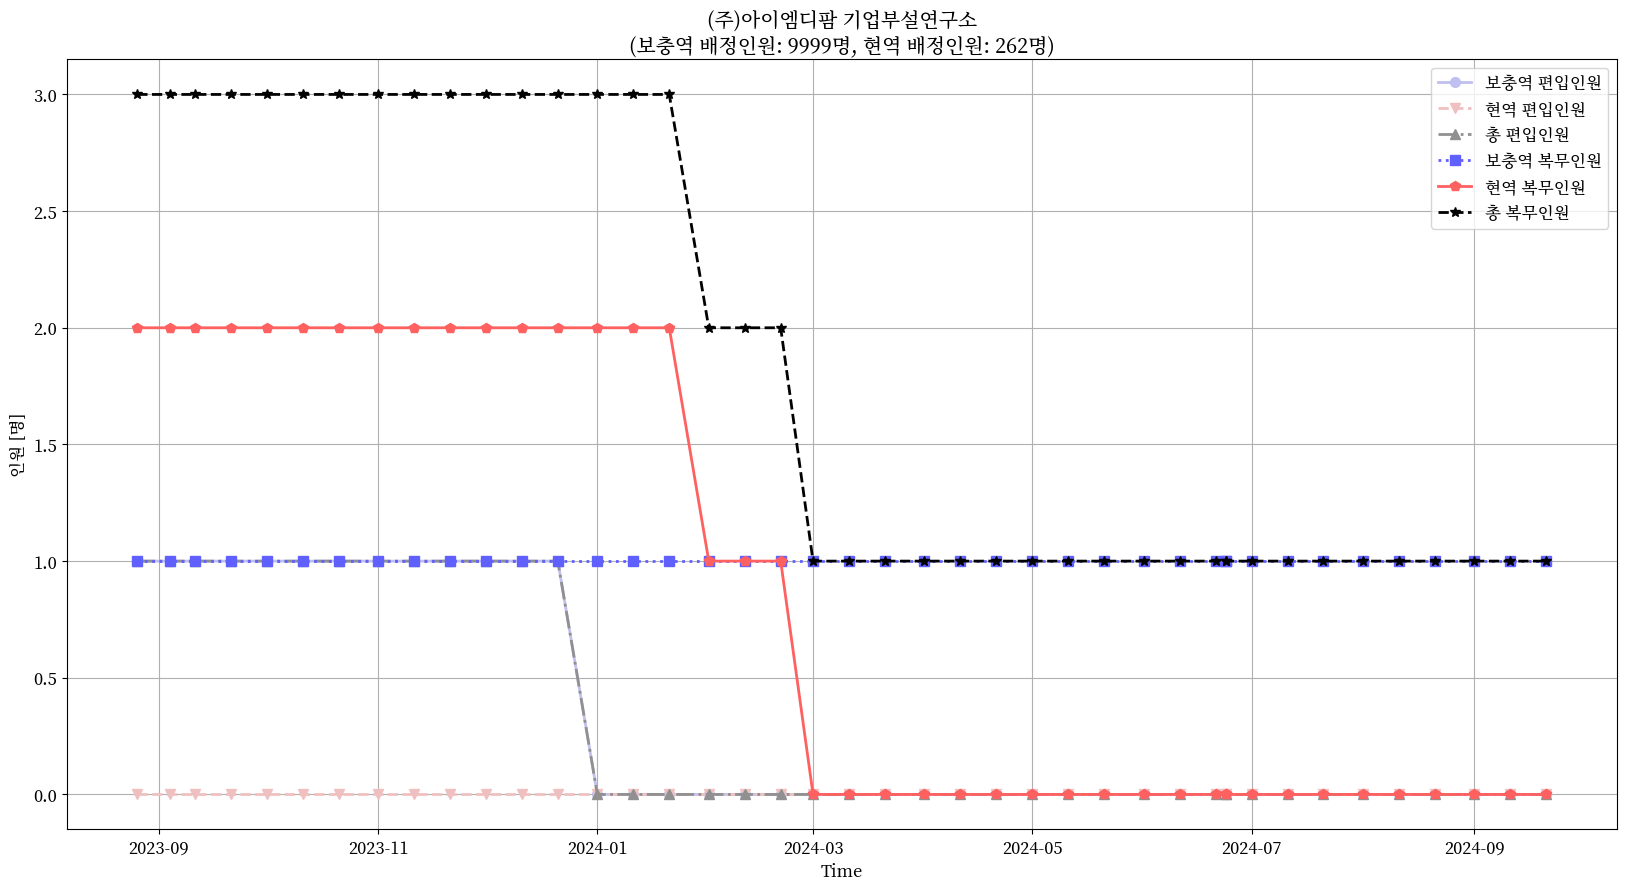 (주)아이엠디팜 기업부설연구소
(보충역 배정인원: 9999명, 현역 배정인원: 262명)
보충역 편입인원
현역 편입인원
총 편입인원
보충역 복무인원
현역 복무인원
총 복무인원
인원 [명]
3.0
2.5
2.0
1.5
1.0
0.5
0.0
2023-09
2023-11
2024-01
2024-03
2024-05
2024-07
2024-09
Time